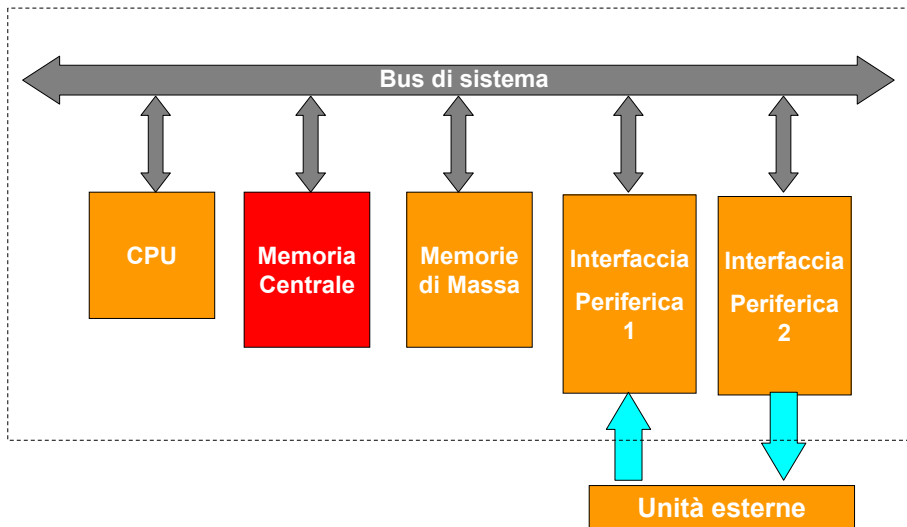 Bus di sistema
CPU
Memoria
Centrale
Memorie
di Massa
Interfaccia
Periferica
1
Interfaccia
Periferica
2
Unità esterne